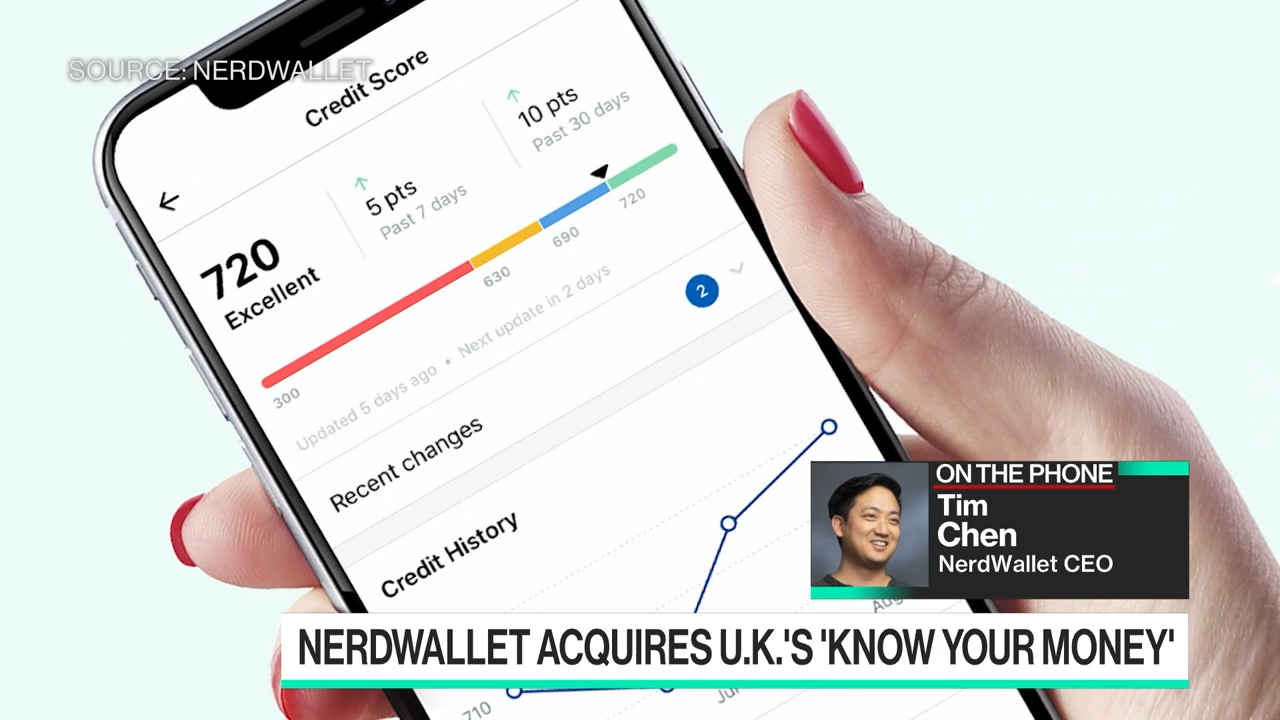 SOURCE: NERDWALLET
Credit Score
720
Excellent
5 pts
Past 7 days
10 pts
Past 30 days
300
630
690
720
Updated 5 days ago • Next update in 2 days
2
Recent changes
Credit History
710
ON THE PHONE
Tim
Chen
NerdWallet CEO
NERDWALLET ACQUIRES U.K.'S 'KNOW YOUR MONEY'